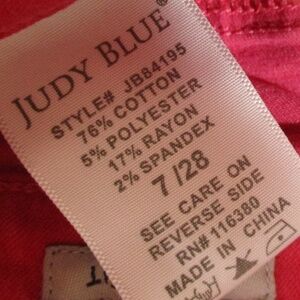 JUDY BLUE®
STYLE# JB84195
76% COTTON
5% POLYESTER
17% RAYON
2% SPANDEX
7 /28
SEE CARE ON
REVERSE SIDE
RN# 116380
MADE IN CHINA